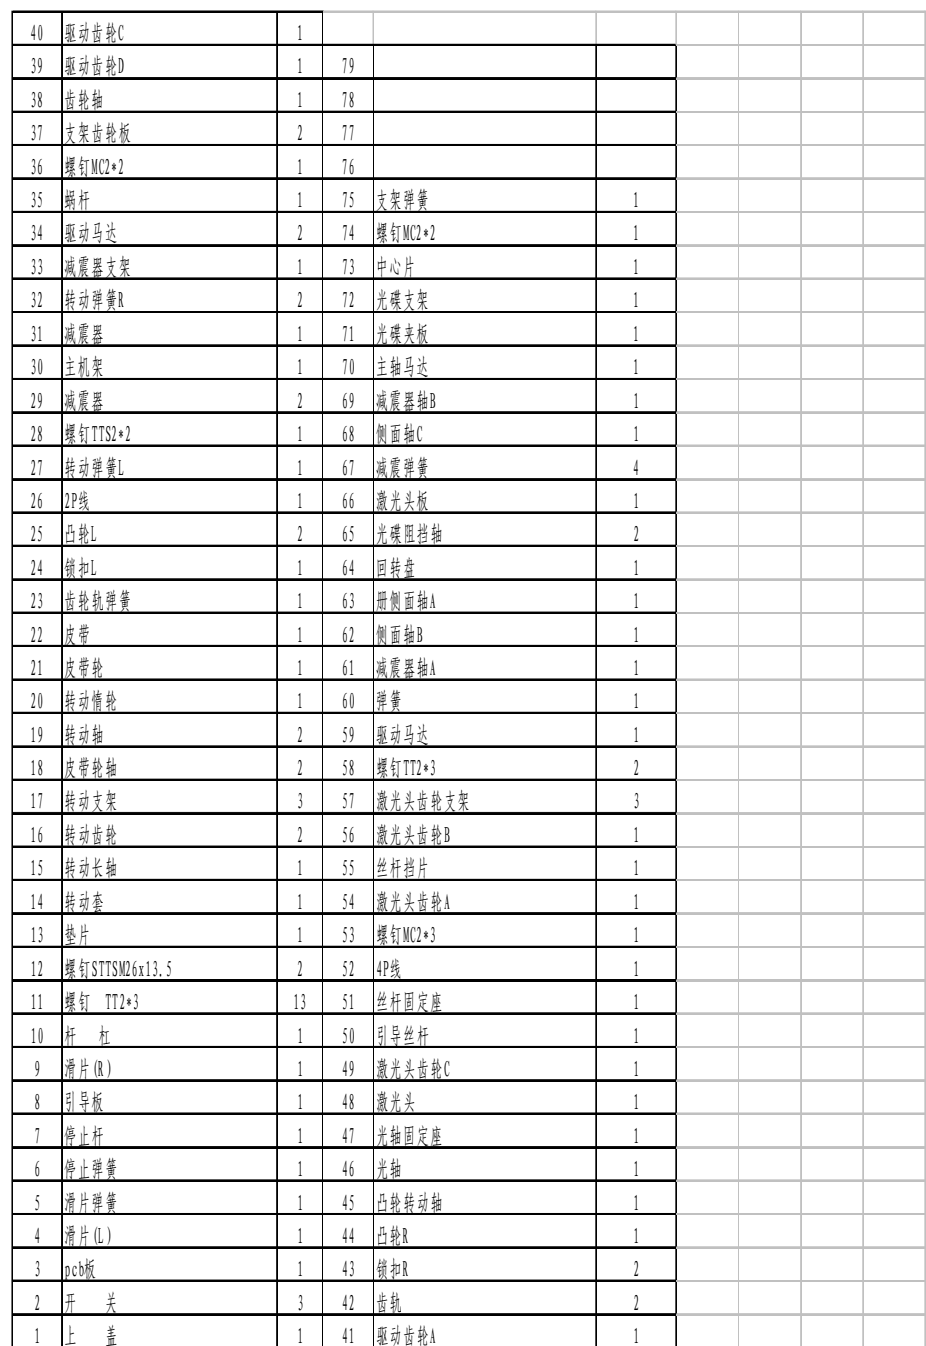 40 驱动齿轮C 1
39 驱动齿轮D 1 79
38 齿轮轴 1 78
37 支架齿轮板 2 77
36 螺钉MC2*2 1 76
35 蜗杆 1 75 支架弹簧 1
34 驱动马达 2 74 螺钉MC2*2 1
33 减震器支架 1 73 中心片 1
32 转动弹簧R 2 72 光碟支架 1
31 减震器 1 71 光碟夹板 1
30 主机架 1 70 主轴马达 1
29 减震器 2 69 减震器轴B 1
28 螺钉TTS2*2 1 68 侧面轴C 1
27 转动弹簧L 1 67 减震弹簧 4
26 2P线 1 66 激光头板 1
25 凸轮L 2 65 光碟阻挡轴 2
24 锁扣L 1 64 回转盘 1
23 齿轮轨弹簧 1 63 册侧面轴A 1
22 皮带 1 62 侧面轴B 1
21 皮带轮 1 61 减震器轴A 1
20 转动惰轮 1 60 弹簧 1
19 转动轴 2 59 驱动马达 1
18 皮带轮轴 2 58 螺钉TT2*3 2
17 转动支架 3 57 激光头齿轮支架 3
16 转动齿轮 2 56 激光头齿轮B 1
15 转动长轴 1 55 丝杆挡片 1
14 转动套 1 54 激光头齿轮A 1
13 垫片 1 53 螺钉MC2*3 1
12 螺钉STTSM26x13.5 2 52 4P线 1
11 螺钉 TT2*3 13 51 丝杆固定座 1
10 杆 杠 1 50 引导丝杆 1
9 滑片(R) 1 49 激光头齿轮C 1
8 引导板 1 48 激光头 1
7 停止杆 1 47 光轴固定座 1
6 停止弹簧 1 46 光轴 1
5 滑片弹簧 1 45 凸轮转动轴 1
4 滑片(L) 1 44 凸轮R 1
3 pcb板 1 43 锁扣R 2
2 开 关 3 42 齿轨 2
1 上 盖 1 41 驱动齿轮A 1